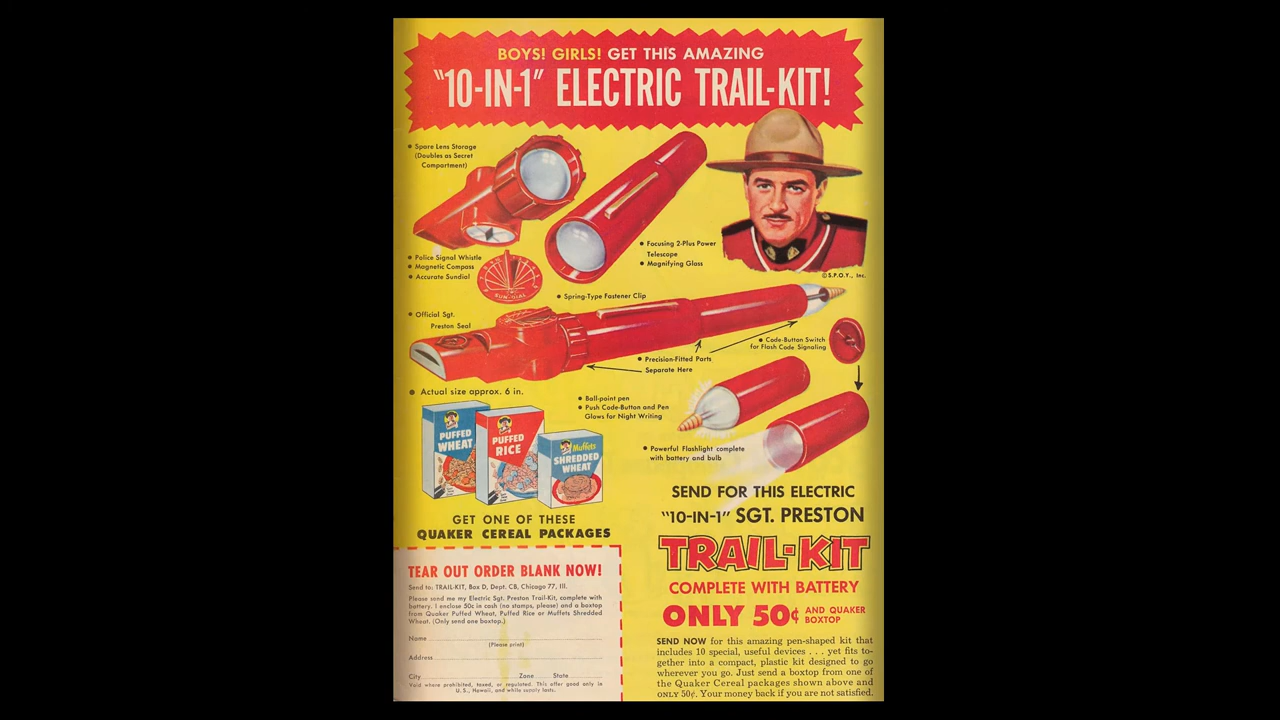 BOYS! GIRLS! GET THIS AMAZING
"10-IN-1" ELECTRIC TRAIL-KIT!
Spare Lens Storage
(Doubles as Secret
Compartment)
Police Signal Whistle
Magnetic Compass
Accurate Sundial
SUN-DIAL
Focusing 2-Plus Power
Telescope
Magnifying Glass
©S.P.O.Y., Inc.
Spring-Type Fastener Clip
Official Sgt.
Preston Seal
Code-Button Switch
for Flash Code Signaling
Precision-Fitted Parts
Separate Here
Actual size approx. 6 in.
Ball-point pen
Push Code-Button and Pen
Glows for Night Writing
PUFFED
WHEAT
PUFFED
RICE
Muffets
SHREDDED
WHEAT
Powerful Flashlight complete
with battery and bulb
GET ONE OF THESE
QUAKER CEREAL PACKAGES
SEND FOR THIS ELECTRIC
"10-IN-1" SGT. PRESTON
TRAIL-KIT
COMPLETE WITH BATTERY
ONLY 50¢ AND QUAKER
BOXTOP
SEND NOW for this amazing pen-shaped kit that
includes 10 special, useful devices . . . yet fits to-
gether into a compact, plastic kit designed to go
wherever you go. Just send a boxtop from one of
the Quaker Cereal packages shown above and
ONLY 50¢. Your money back if you are not satisfied.
TEAR OUT ORDER BLANK NOW!
Send to: TRAIL-KIT, Box D, Dept. CB, Chicago 77, Ill.
Please send me my Electric Sgt. Preston Trail-Kit, complete with
battery. I enclose 50c in cash (no stamps, please) and a boxtop
from Quaker Puffed Wheat, Puffed Rice or Muffets Shredded
Wheat. (Only send one boxtop.)
Name
(Please print)
Address
City Zone State
Void where prohibited, taxed, or regulated. This offer good only in
U. S., Hawaii, and while supply lasts.